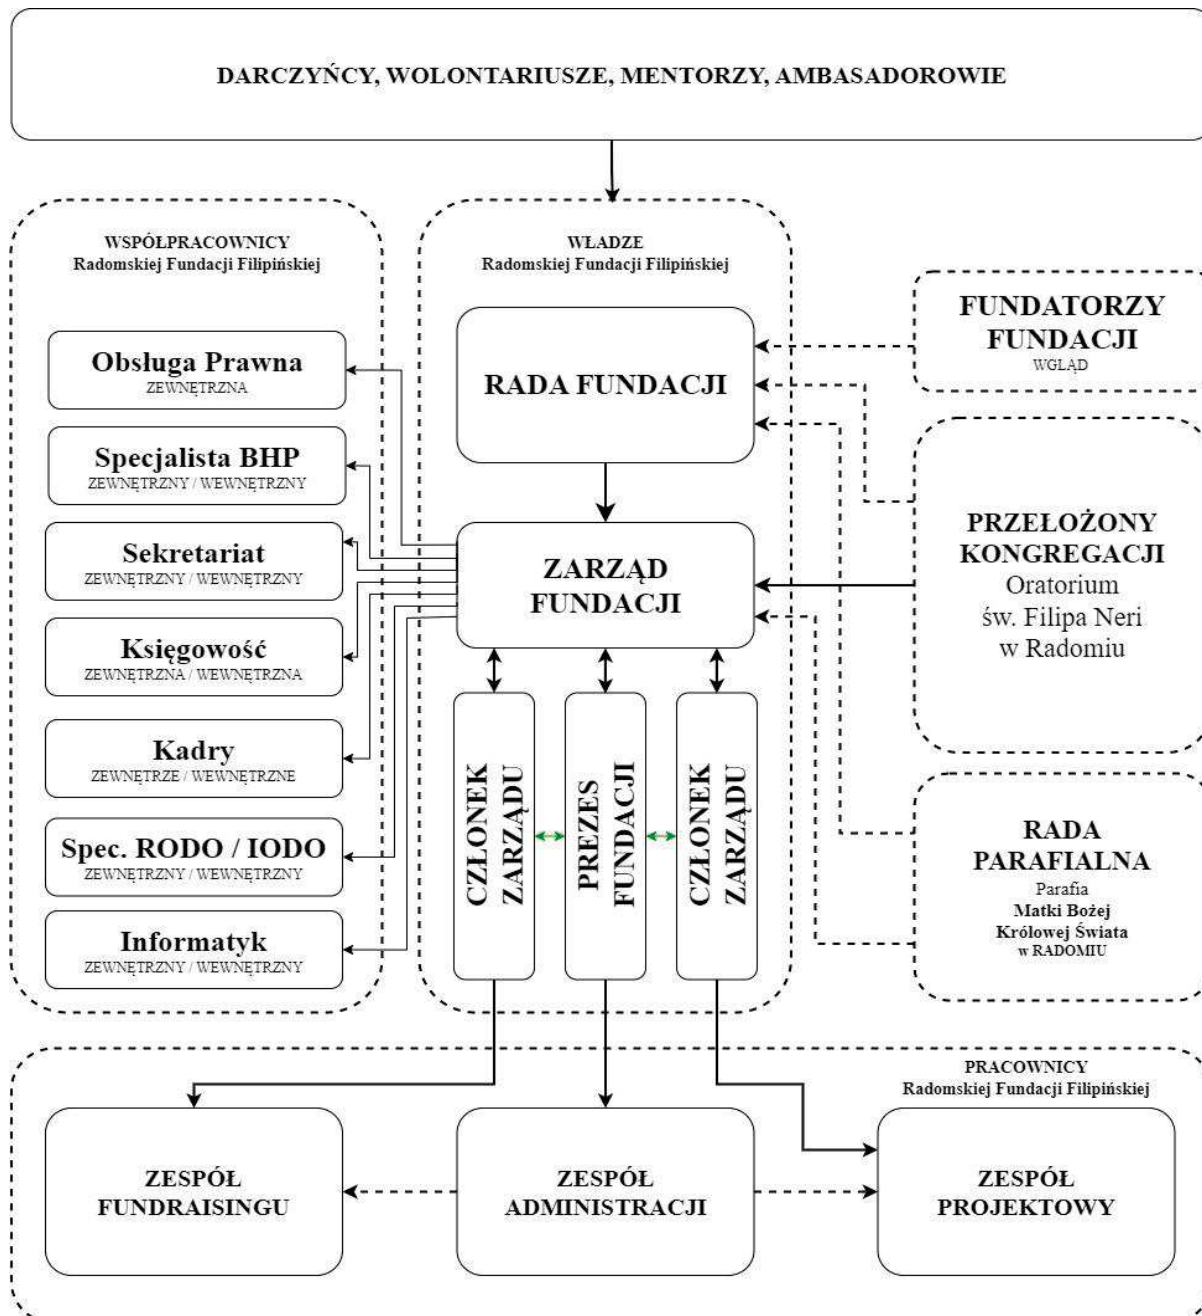 DARCZYŃCY, WOLONTARIUSZE, MENTORZY, AMBASADOROWIE
WSPÓŁPRACOWNICY
Radomskiej Fundacji Filipińskiej
Obsługa Prawna
ZEWNĘTRZNA
Specjalista BHP
ZEWNĘTRZNY / WEWNĘTRZNY
Sekretariat
ZEWNĘTRZNY / WEWNĘTRZNY
Księgowość
ZEWNĘTRZNA / WEWNĘTRZNA
Kadry
ZEWNĘTRZE / WEWNĘTRZNE
Spec. RODO / IODO
ZEWNĘTRZNY / WEWNĘTRZNY
Informatyk
ZEWNĘTRZNY / WEWNĘTRZNY
WŁADZE
Radomskiej Fundacji Filipińskiej
RADA FUNDACJI
ZARZĄD
FUNDACJI
CZŁONEK
ZARZĄDU
PREZES
FUNDACJI
CZŁONEK
ZARZĄDU
FUNDATORZY
FUNDACJI
WGLĄD
PRZEŁOŻONY
KONGREGACJI
Oratorium
św. Filipa Neri
w Radomiu
RADA
PARAFIALNA
Parafia
Matki Bożej
Królowej Świata
w RADOMIU
PRACOWNICY
Radomskiej Fundacji Filipińskiej
ZESPÓŁ
FUNDRAISINGU
ZESPÓŁ
ADMINISTRACJI
ZESPÓŁ
PROJEKTOWY